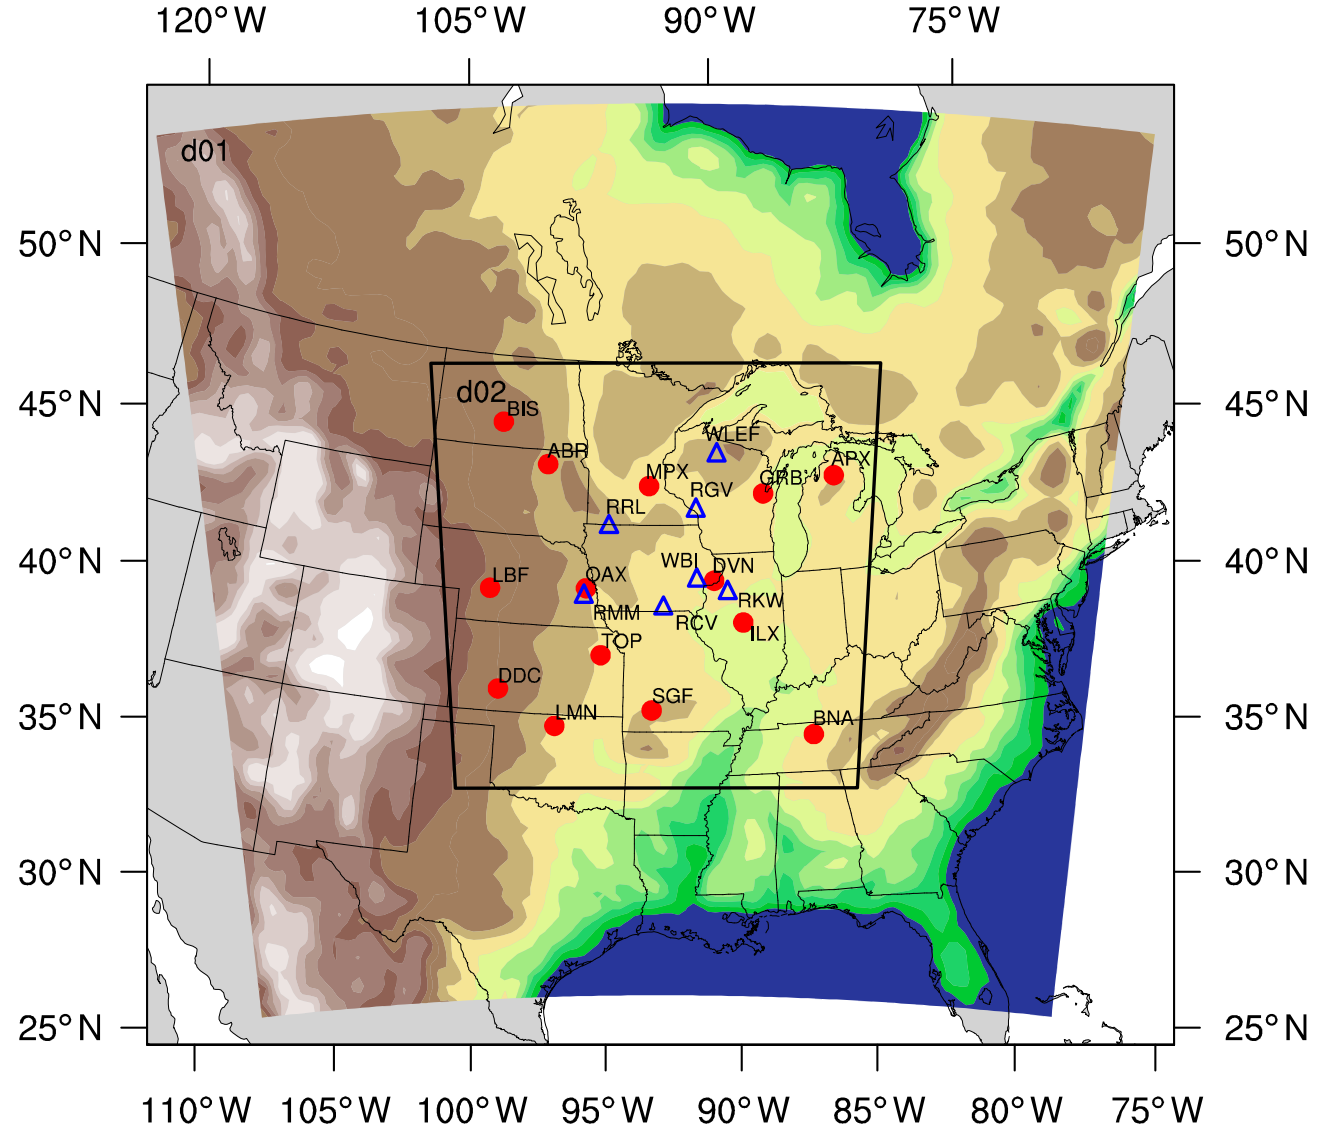 120°W 105°W 90°W 75°W
d01
50°N 50°N
d02
45°N 45°N
BIS
WLEF
ABR APX
MPX GRB
RGV
RRL
40°N 40°N
WBI DVN
LBF OAX
RKW
RMM RCV
ILX
TOP
DDC
SGF
35°N 35°N
LMN BNA
30°N 30°N
25°N 25°N
110°W 105°W 100°W 95°W 90°W 85°W 80°W 75°W